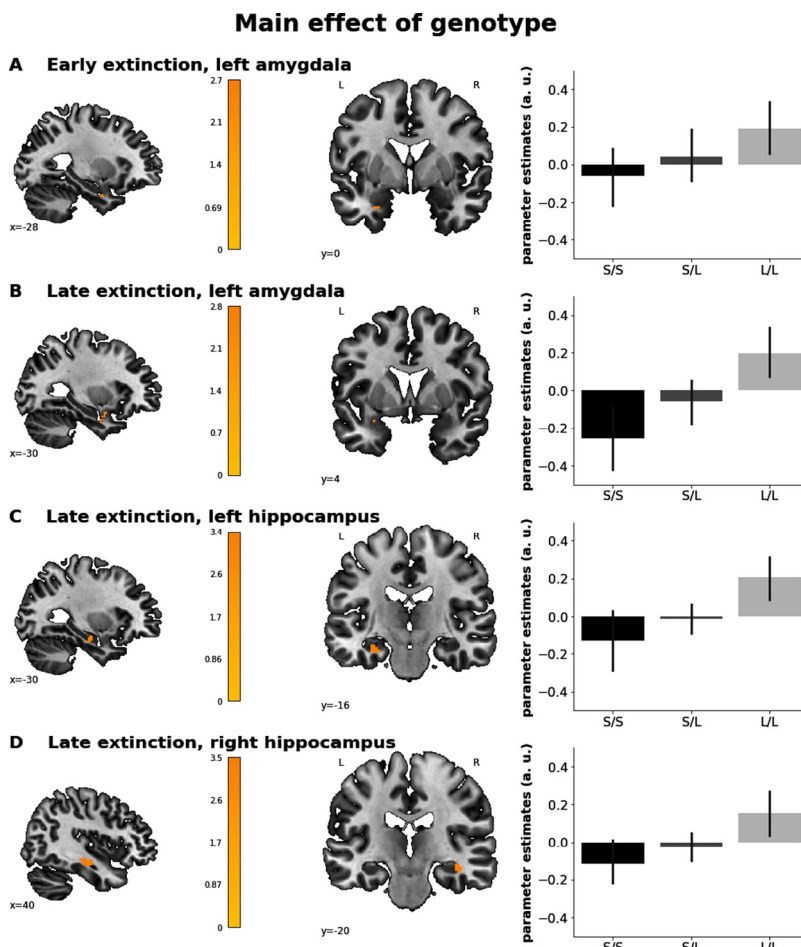 Main effect of genotype
A Early extinction, left amygdala
2.7
2.1
1.4
0.69
0
x=-28
L
R
y=0
parameter estimates (a. u.)
0.4
0.2
0.0
−0.2
−0.4
S/S S/L L/L
B Late extinction, left amygdala
2.8
2.1
1.4
0.7
0
x=-30
L
R
y=4
parameter estimates (a. u.)
0.4
0.2
0.0
−0.2
−0.4
S/S S/L L/L
C Late extinction, left hippocampus
3.4
2.6
1.7
0.86
0
x=-30
L
R
y=-16
parameter estimates (a. u.)
0.4
0.2
0.0
−0.2
−0.4
S/S S/L L/L
D Late extinction, right hippocampus
3.5
2.6
1.7
0.87
0
x=40
L
R
y=-20
parameter estimates (a. u.)
0.4
0.2
0.0
−0.2
−0.4
S/S S/L L/L